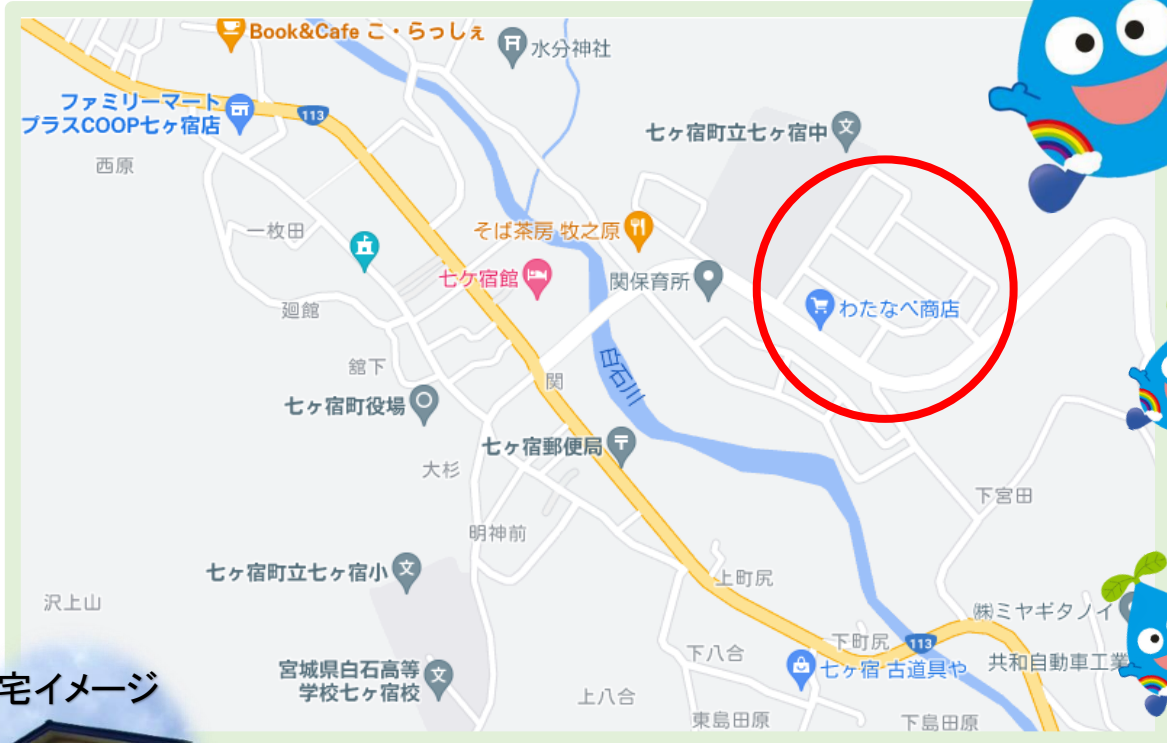 Book&Cafe こ・らっしぇ
水分神社
ファミリーマート
プラスCOOP七ヶ宿店
113
七ヶ宿町立七ヶ宿中
文
西原
一枚田
そば茶房 牧之原
七ケ宿館
関保育所
わたなべ商店
廻館
舘下
白石川
関
七ヶ宿町役場
七ヶ宿郵便局
大杉
下宮田
明神前
七ヶ宿町立七ヶ宿小
文
上町尻
沢上山
㈱ミヤギタノイ
下町尻
113
下八合
七ヶ宿 古道具や
共和自動車工業
宮城県白石高等
学校七ヶ宿校
文
上八合
東島田原
下島田原
宅イメージ